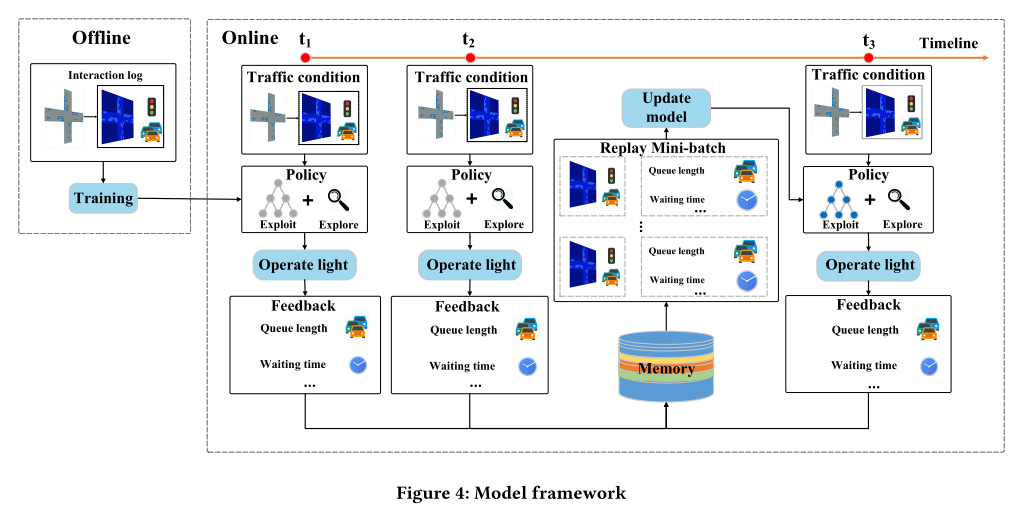 Offline
Interaction log
Training
Online
t1
t2
t3
Timeline
Traffic condition
Policy
+
Exploit
Explore
Operate light
Feedback
Queue length
Waiting time
...
Traffic condition
Policy
+
Exploit
Explore
Operate light
Feedback
Queue length
Waiting time
...
Update
model
Replay Mini-batch
Queue length
Waiting time
...
...
Queue length
Waiting time
...
Memory
Traffic condition
Policy
+
Exploit
Explore
Operate light
Feedback
Queue length
Waiting time
...
Figure 4: Model framework